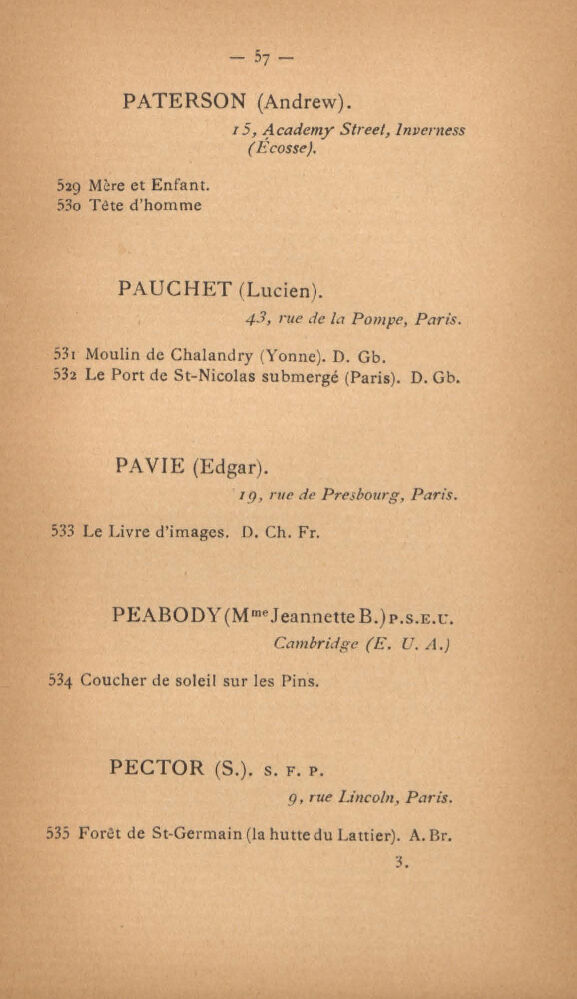 — 57 —
PATERSON (Andrew).
15, Academy Street, Inverness
(Écosse).
529 Mère et Enfant.
530 Tête d'homme
PAUCHET (Lucien).
43, rue de la Pompe, Paris.
531 Moulin de Chalandry (Yonne). D. Gb.
532 Le Port de St-Nicolas submergé (Paris). D. Gb.
PAVIE (Edgar).
19, rue de Presbourg, Paris.
533 Le Livre d'images. D. Ch. Fr.
PEABODY (Mme Jeannette B.) P.S.E.U.
Cambridge (E. U. A.)
534 Coucher de soleil sur les Pins.
PECTOR (S.). S. F. P.
9, rue Lincoln, Paris.
535 Forêt de St-Germain (la hutte du Lattier). A. Br.
3.